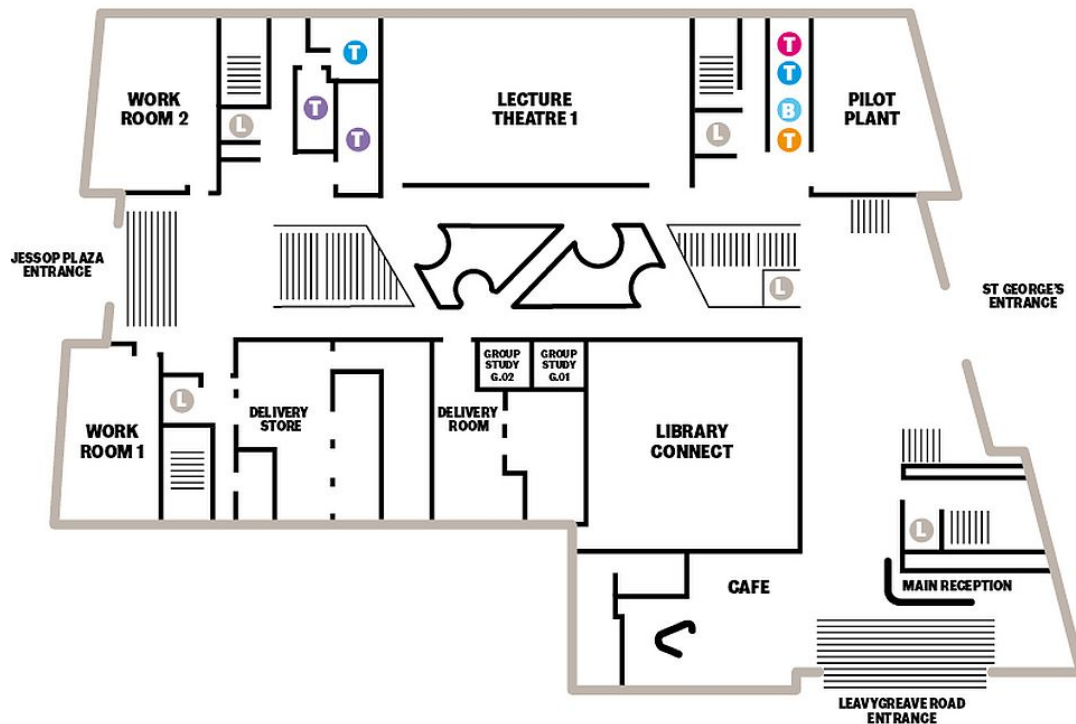 WORK
ROOM 2
L
T
T
T
LECTURE
THEATRE 1
L
T
T
B
T
PILOT
PLANT
JESSOP PLAZA
ENTRANCE
L
ST GEORGE'S
ENTRANCE
WORK
ROOM 1
L
DELIVERY
STORE
DELIVERY
ROOM
GROUP
STUDY
G.02
GROUP
STUDY
G.01
LIBRARY
CONNECT
L
CAFE
MAIN RECEPTION
LEAVYGREAVE ROAD
ENTRANCE